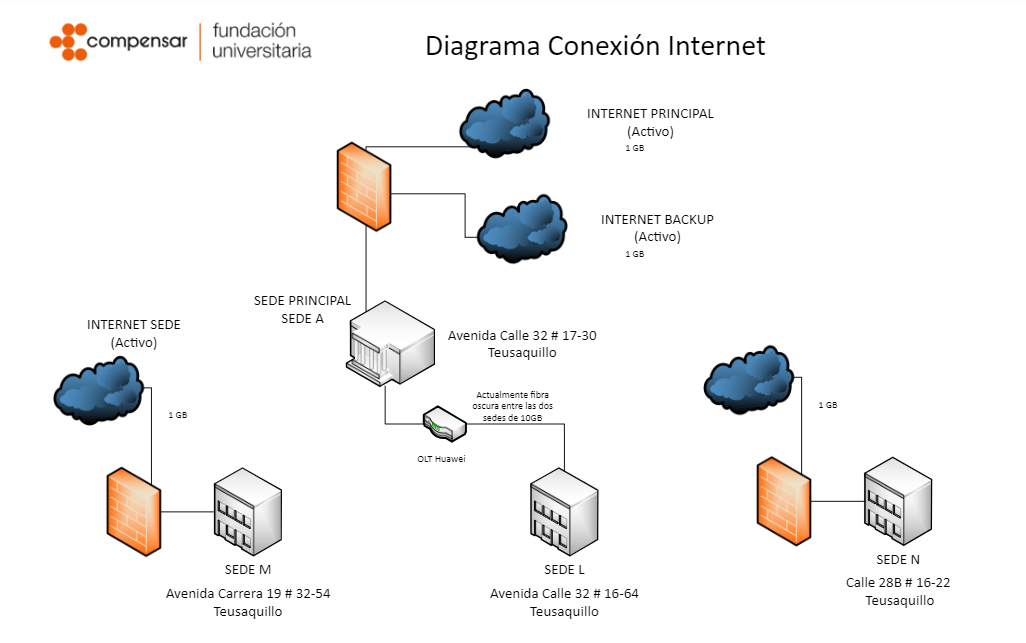 compensar
fundación
universitaria
Diagrama Conexión Internet
INTERNET PRINCIPAL
(Activo)
1 GB
INTERNET BACKUP
(Activo)
1 GB
SEDE PRINCIPAL
SEDE A
Avenida Calle 32 # 17-30
Teusaquillo
INTERNET SEDE
(Activo)
1 GB
Actualmente fibra
oscura entre las dos
sedes de 10GB
OLT Huawei
1 GB
SEDE M
Avenida Carrera 19 # 32-54
Teusaquillo
SEDE L
Avenida Calle 32 # 16-64
Teusaquillo
SEDE N
Calle 28B # 16-22
Teusaquillo